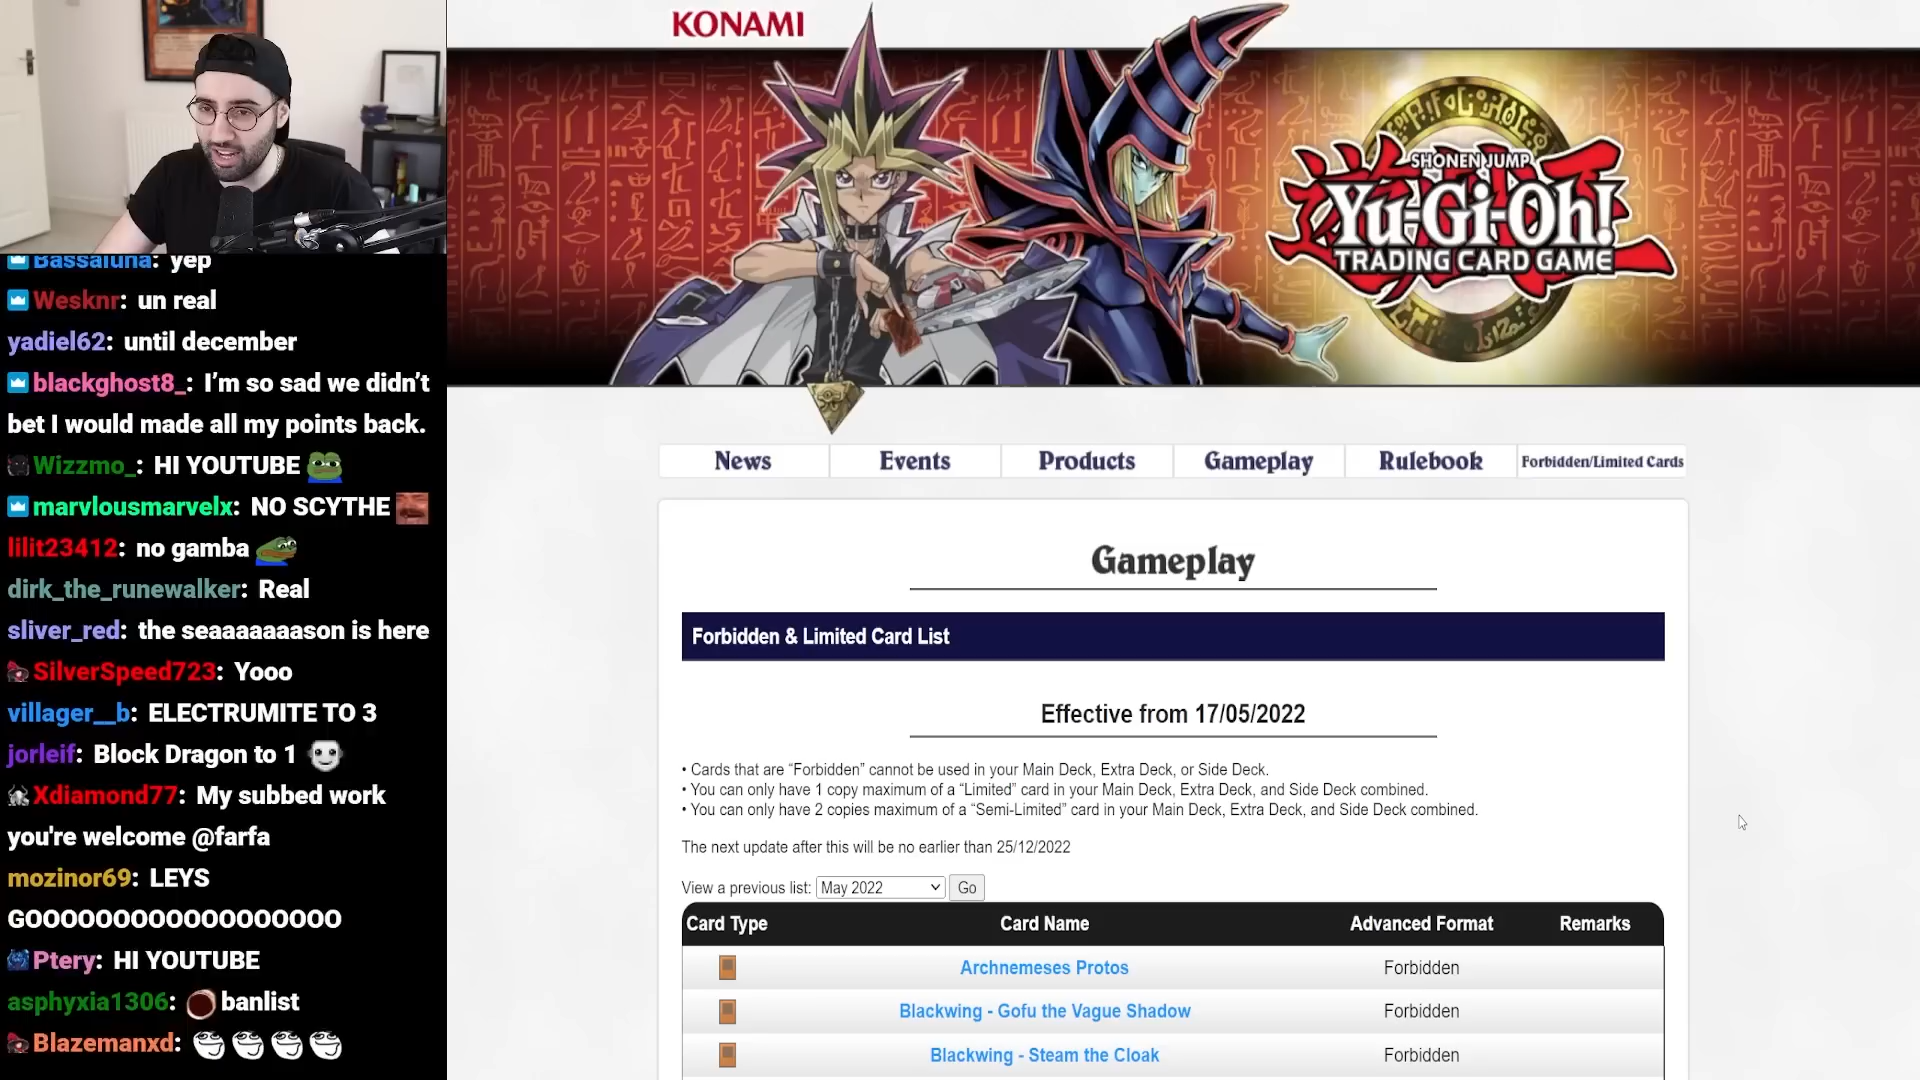 Bassaluna: yep
Wesknr: un real
yadiel62: until december
blackghost8_: I'm so sad we didn't
bet I would made all my points back.
Wizzmo_: HI YOUTUBE
marvlousmarvelx: NO SCYTHE
lilit23412: no gamba
dirk_the_runewalker: Real
sliver_red: the seaaaaaaason is here
SilverSpeed723: Yooo
villager__b: ELECTRUMITE TO 3
jorleif: Block Dragon to 1
Xdiamond77: My subbed work
you're welcome @farfa
mozinor69: LEYS
GOOOOOOOOOOOOOOOOOO
Ptery: HI YOUTUBE
asphyxia1306: banlist
Blazemanxd:
KONAMI
SHONEN JUMP
Yu-Gi-Oh!
TRADING CARD GAME
News Events Products Gameplay Rulebook Forbidden/Limited Cards
Gameplay
Forbidden & Limited Card List
Effective from 17/05/2022
• Cards that are “Forbidden” cannot be used in your Main Deck, Extra Deck, or Side Deck.
• You can only have 1 copy maximum of a “Limited” card in your Main Deck, Extra Deck, and Side Deck combined.
• You can only have 2 copies maximum of a “Semi-Limited” card in your Main Deck, Extra Deck, and Side Deck combined.
The next update after this will be no earlier than 25/12/2022
View a previous list: May 2022 Go
Card Type Card Name Advanced Format Remarks
Archnemeses Protos Forbidden
Blackwing - Gofu the Vague Shadow Forbidden
Blackwing - Steam the Cloak Forbidden